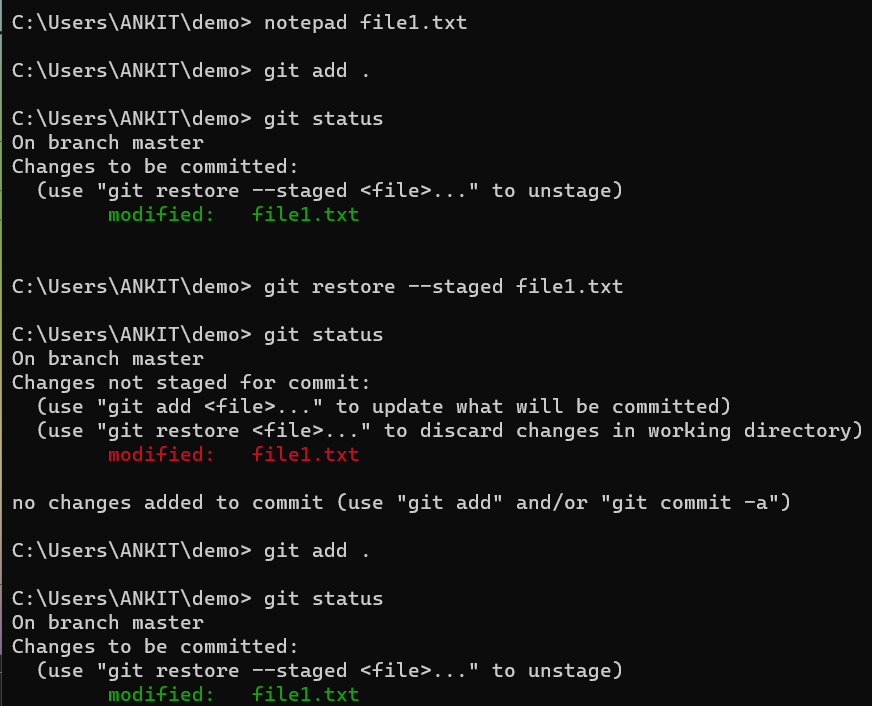 C:\Users\ANKIT\demo> notepad file1.txt
C:\Users\ANKIT\demo> git add .
C:\Users\ANKIT\demo> git status
On branch master
Changes to be committed:
  (use "git restore --staged <file>..." to unstage)
        modified:   file1.txt
C:\Users\ANKIT\demo> git restore --staged file1.txt
C:\Users\ANKIT\demo> git status
On branch master
Changes not staged for commit:
  (use "git add <file>..." to update what will be committed)
  (use "git restore <file>..." to discard changes in working directory)
        modified:   file1.txt
no changes added to commit (use "git add" and/or "git commit -a")
C:\Users\ANKIT\demo> git add .
C:\Users\ANKIT\demo> git status
On branch master
Changes to be committed:
  (use "git restore --staged <file>..." to unstage)
        modified:   file1.txt